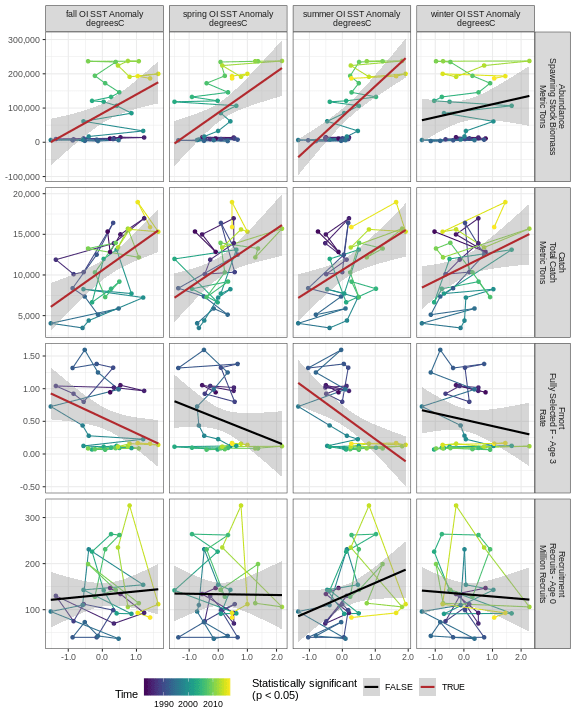 fall OI SST Anomaly
degreesC
spring OI SST Anomaly
degreesC
summer OI SST Anomaly
degreesC
winter OI SST Anomaly
degreesC
300,000
200,000
100,000
0
-100,000
Abundance
Spawning Stock Biomass
Metric Tons
20,000
15,000
10,000
5,000
Catch
Total Catch
Metric Tons
1.50
1.00
0.50
0.00
-0.50
Fmort
Fully Selected F - Age 3
Rate
300
200
100
Recruitment
Recruits - Age 0
Million Recruits
-1.0 0.0 1.0
-1.0 0.0 1.0 2.0
-1.0 0.0 1.0 2.0
-1.0 0.0 1.0 2.0
Time
1990 2000 2010
Statistically significant
(p < 0.05)
FALSE
TRUE